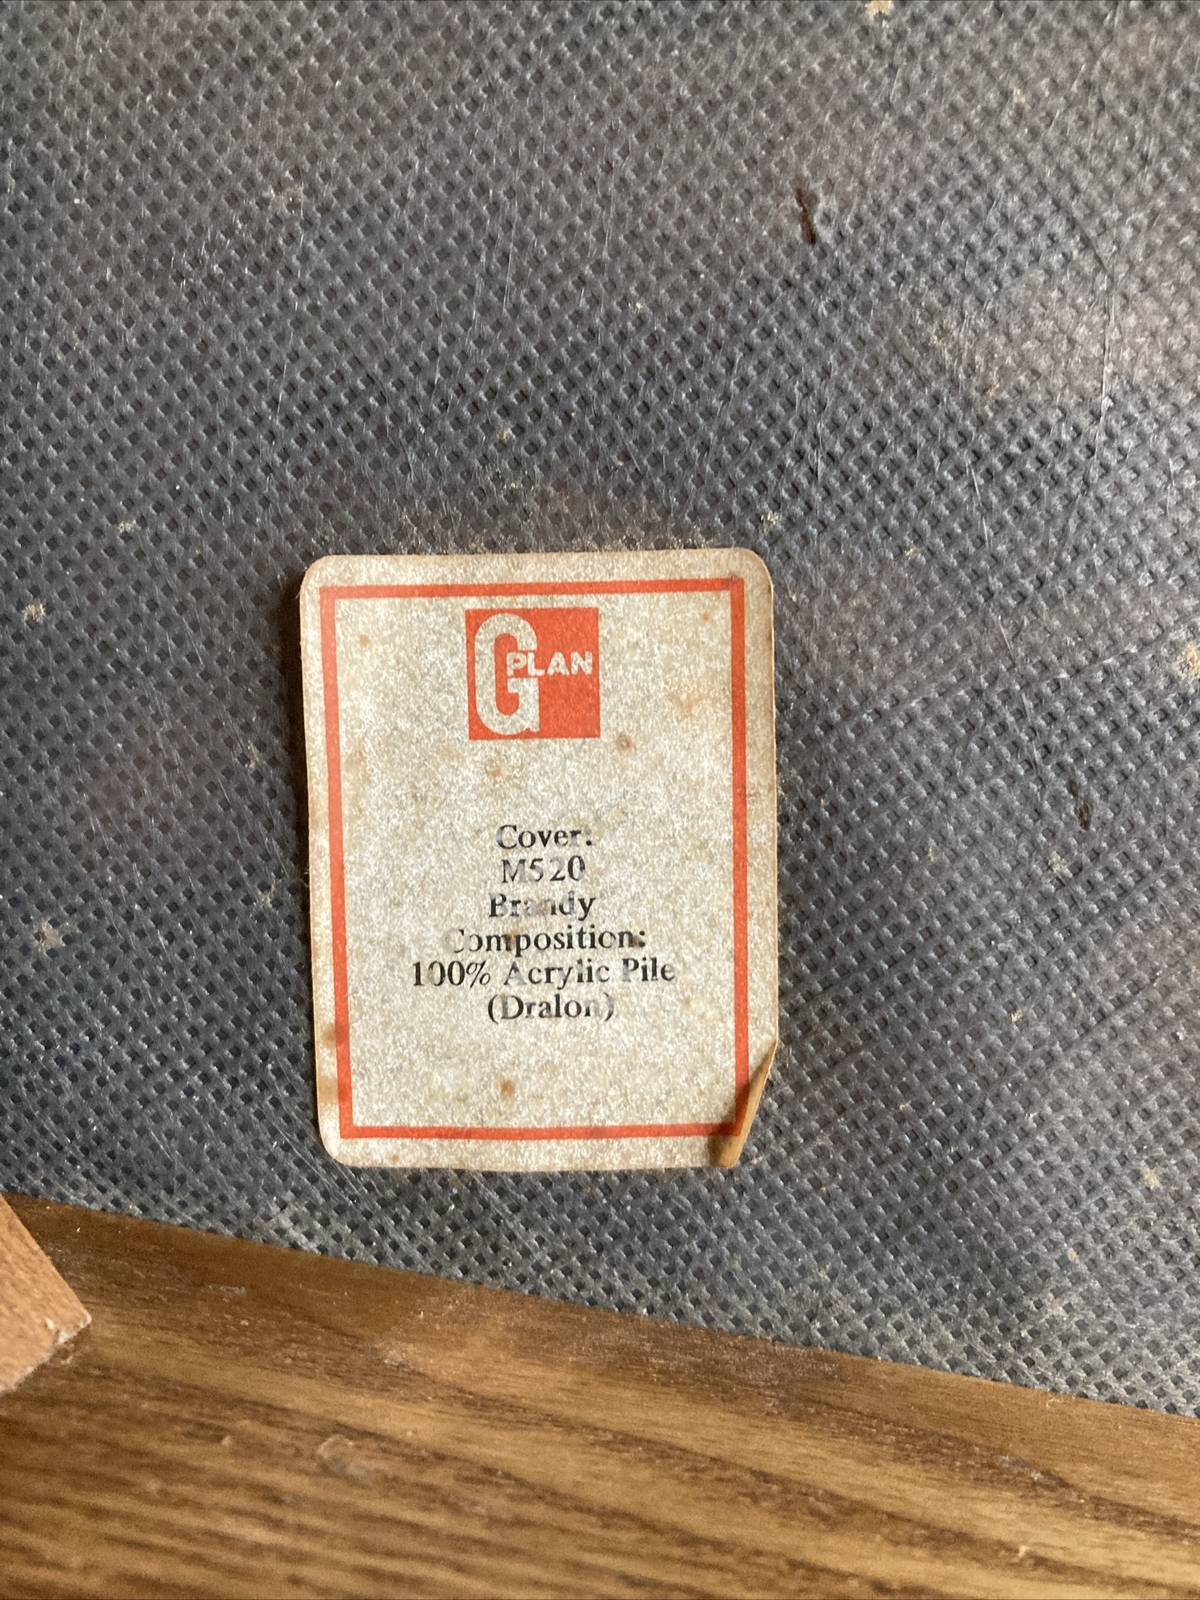 G PLAN
Cover:
M520
Brandy
Composition:
100% Acrylic Pile
(Dralon)